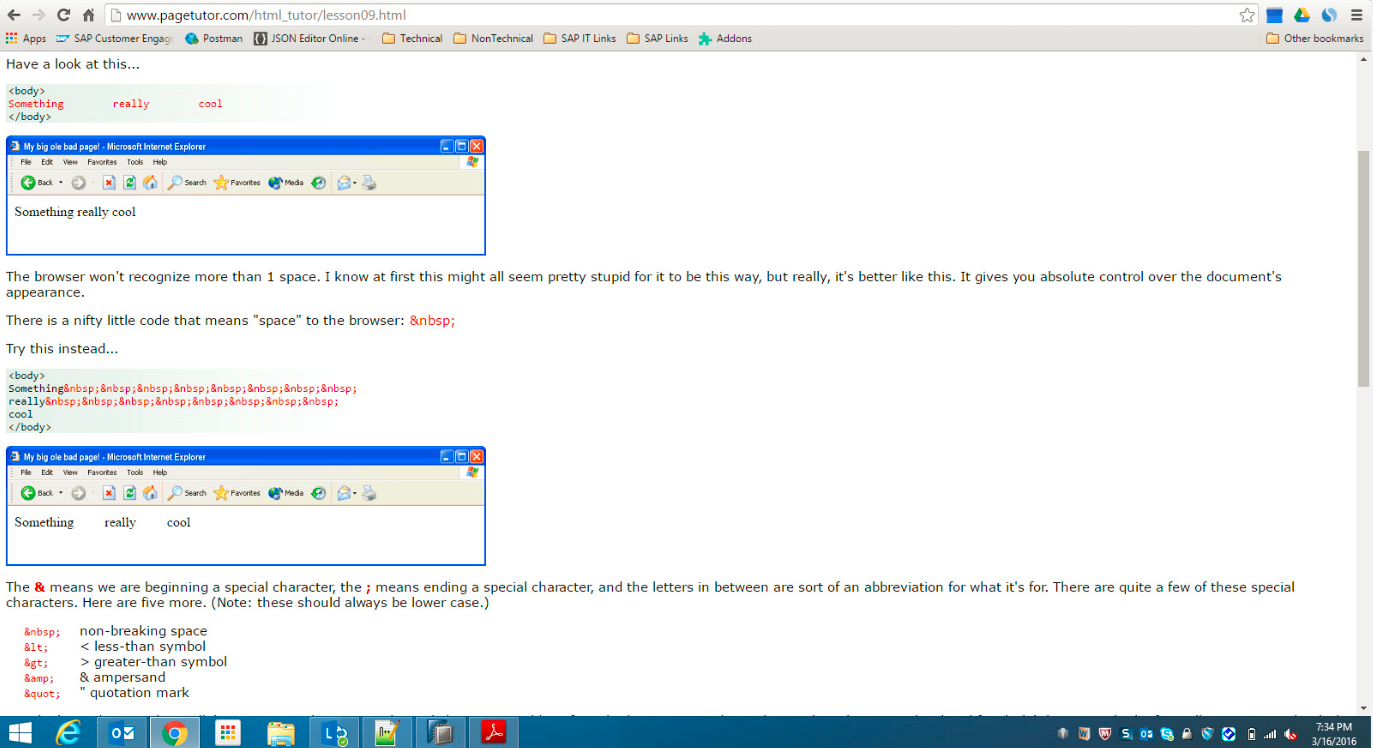 www.pagetutor.com/html_tutor/lesson09.html
Apps SAP Customer Engag Postman JSON Editor Online - Technical NonTechnical SAP IT Links SAP Links Addons Other bookmarks
Have a look at this...
<body>
Something really cool
</body>
My big ole bad page! - Microsoft Internet Explorer
File Edit View Favorites Tools Help
Back Search Favorites Media
Something really cool
The browser won't recognize more than 1 space. I know at first this might all seem pretty stupid for it to be this way, but really, it's better like this. It gives you absolute control over the document's
appearance.
There is a nifty little code that means "space" to the browser: &nbsp;
Try this instead...
<body>
Something&nbsp;&nbsp;&nbsp;&nbsp;&nbsp;&nbsp;&nbsp;&nbsp;
really&nbsp;&nbsp;&nbsp;&nbsp;&nbsp;&nbsp;&nbsp;&nbsp;
cool
</body>
My big ole bad page! - Microsoft Internet Explorer
File Edit View Favorites Tools Help
Back Search Favorites Media
Something really cool
The & means we are beginning a special character, the ; means ending a special character, and the letters in between are sort of an abbreviation for what it's for. There are quite a few of these special
characters. Here are five more. (Note: these should always be lower case.)
&nbsp; non-breaking space
&lt; < less-than symbol
&gt; > greater-than symbol
&amp; & ampersand
&quot; " quotation mark
7:34 PM
3/16/2016